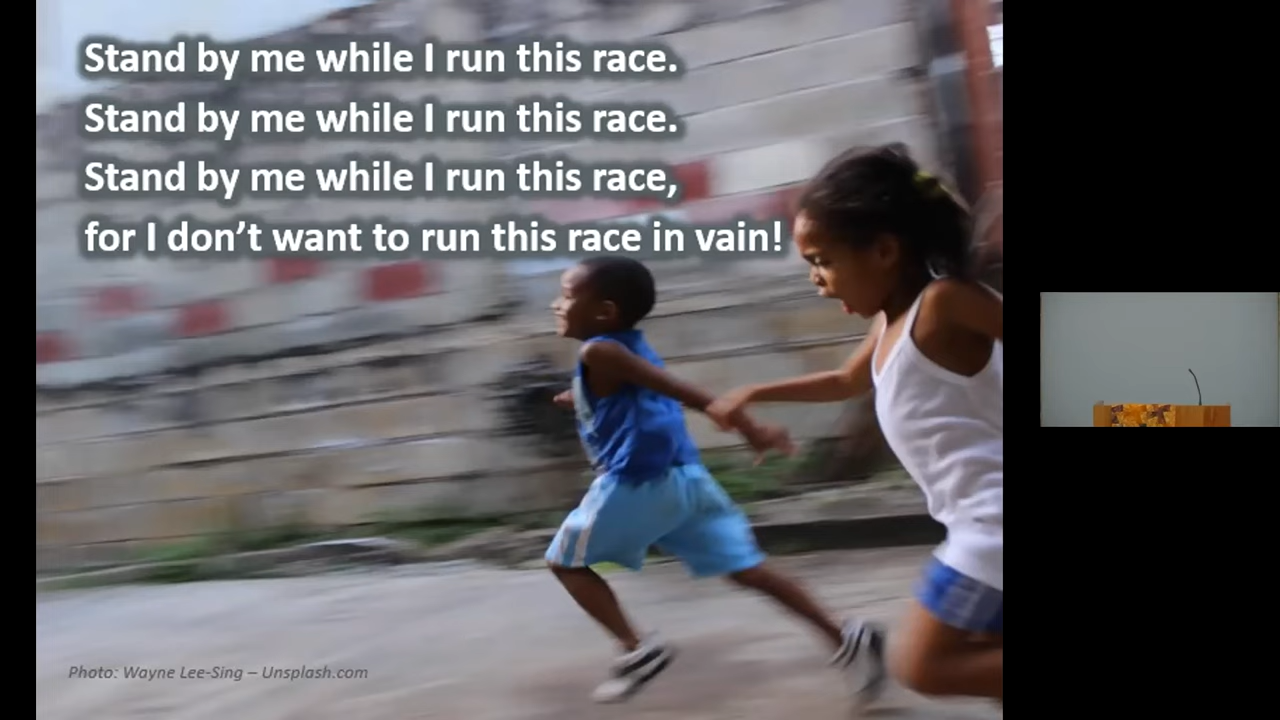 Stand by me while I run this race.
Stand by me while I run this race.
Stand by me while I run this race,
for I don’t want to run this race in vain!
Photo: Wayne Lee-Sing – Unsplash.com